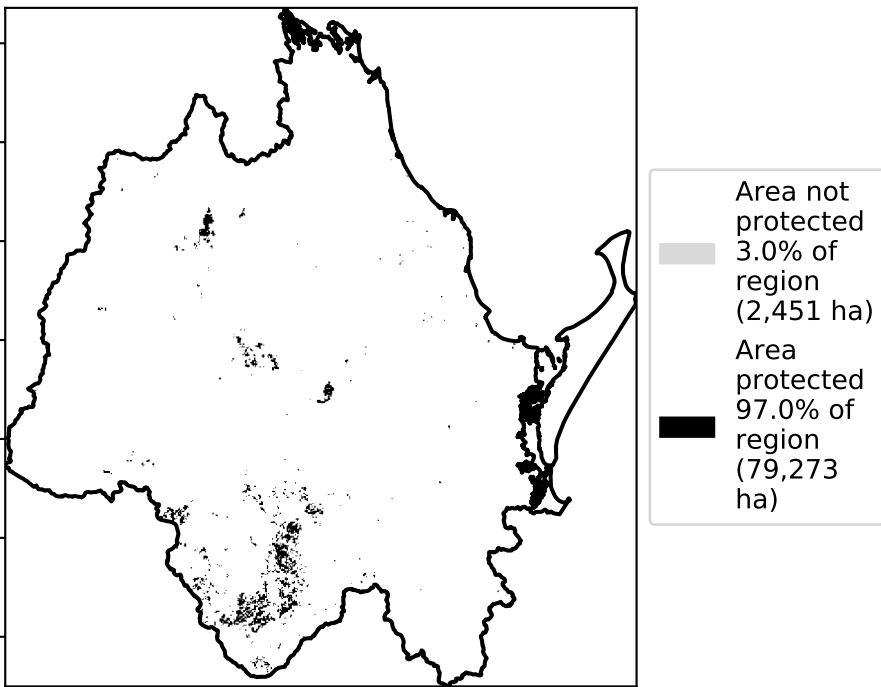 Area not
protected
3.0% of
region
(2,451 ha)
Area
protected
97.0% of
region
(79,273
ha)